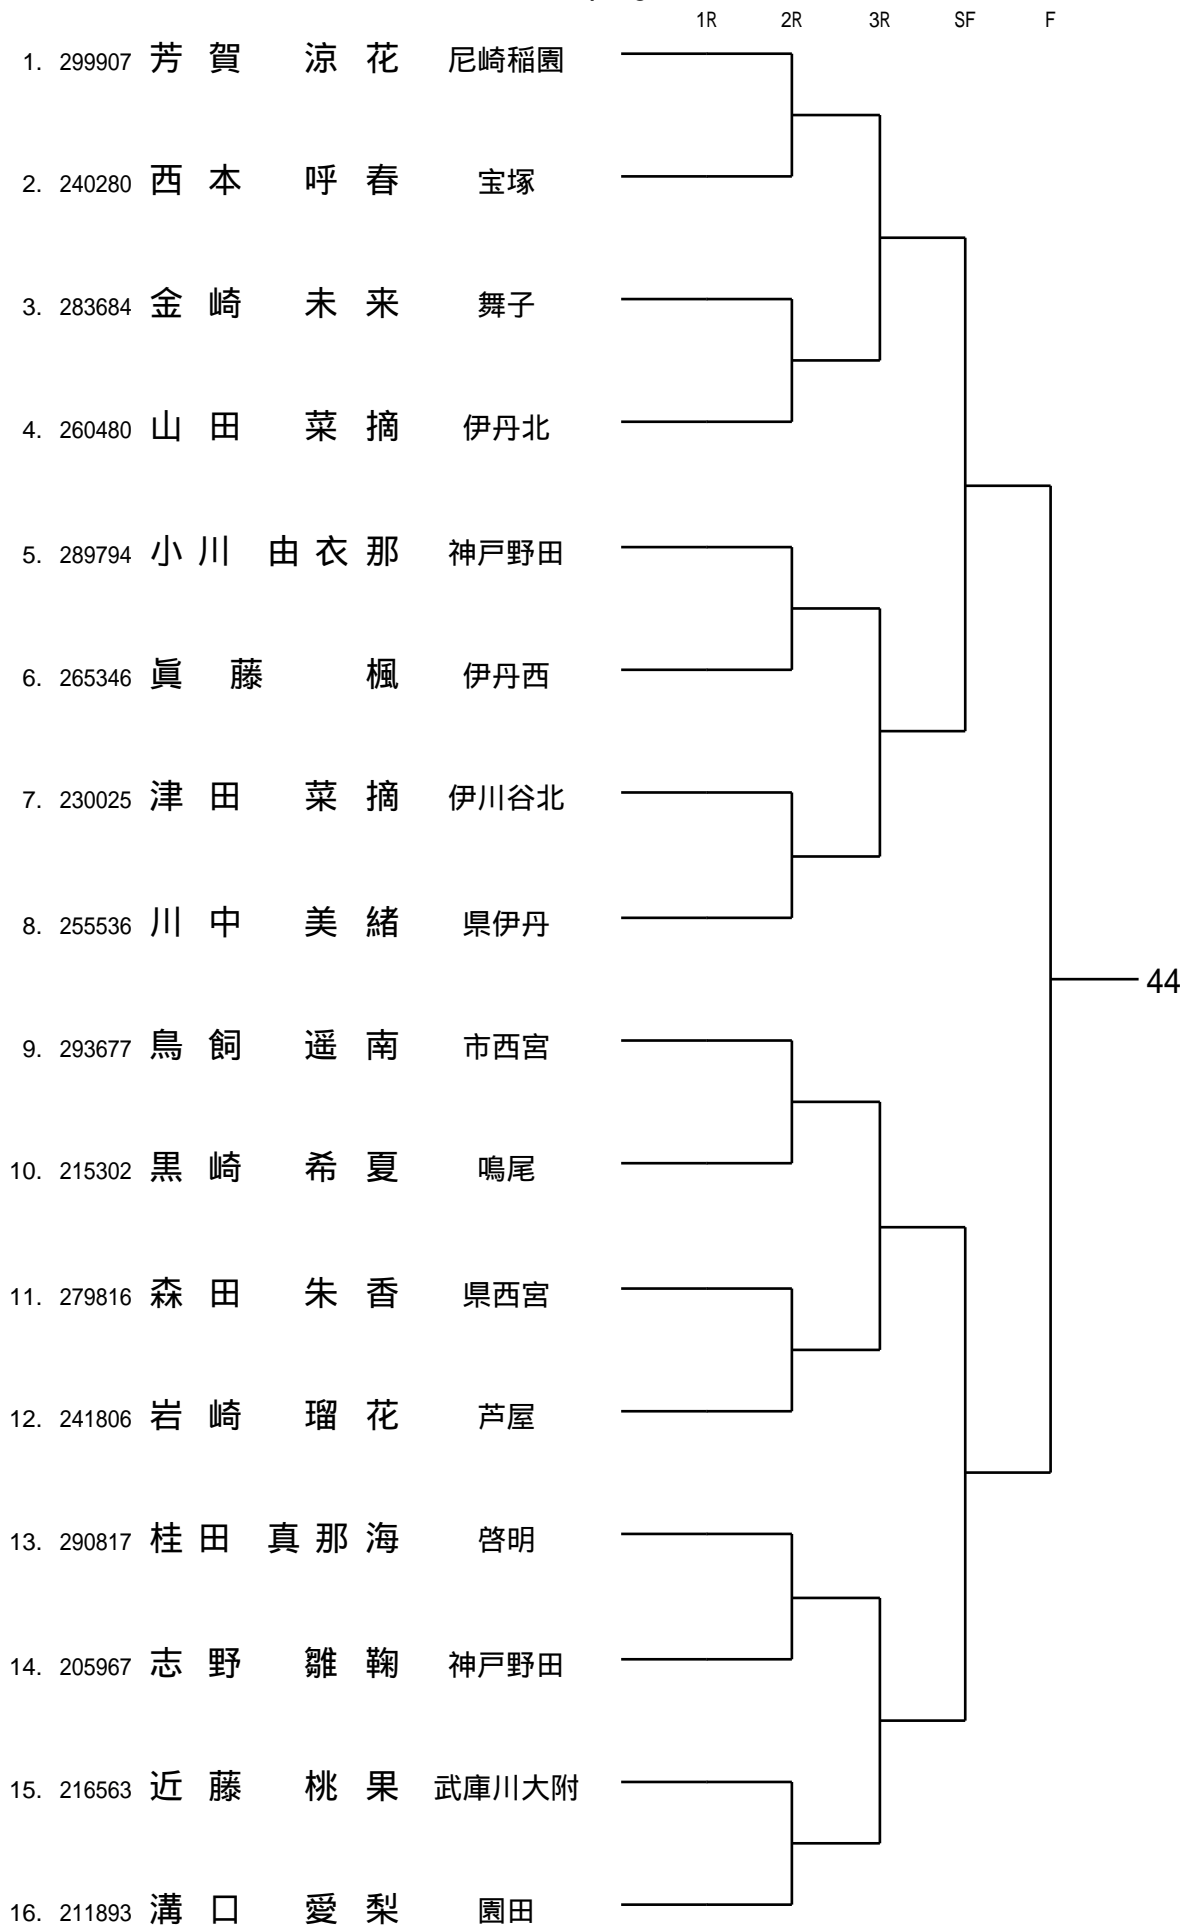 1R 2R 3R SF F
1. 299907 芳賀 涼花 尼崎稲園
2. 240280 西本 呼春 宝塚
3. 283684 金崎 未来 舞子
4. 260480 山田 菜摘 伊丹北
5. 289794 小川 由衣那 神戸野田
6. 265346 眞藤 楓 伊丹西
7. 230025 津田 菜摘 伊川谷北
8. 255536 川中 美緒 県伊丹
44
9. 293677 鳥飼 遥南 市西宮
10. 215302 黒崎 希夏 鳴尾
11. 279816 森田 朱香 県西宮
12. 241806 岩崎 瑠花 芦屋
13. 290817 桂田 真那海 啓明
14. 205967 志野 雛鞠 神戸野田
15. 216563 近藤 桃果 武庫川大附
16. 211893 溝口 愛梨 園田